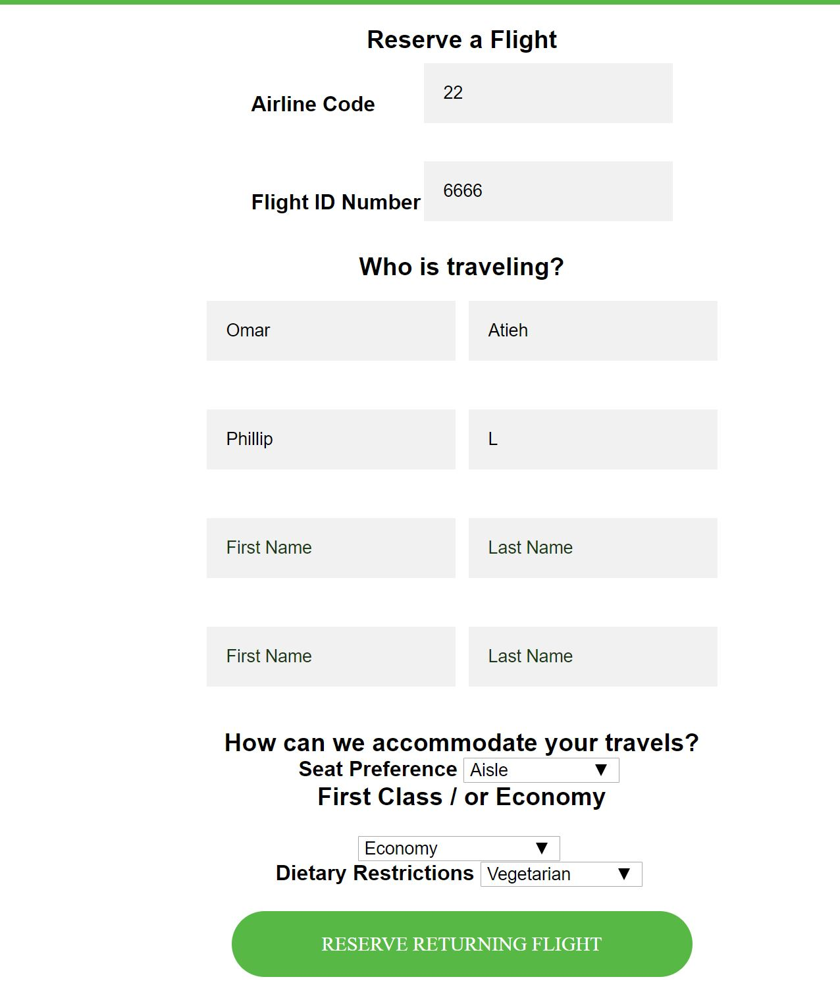 Reserve a Flight
Airline Code 22
Flight ID Number 6666
Who is traveling?
Omar Atieh
Phillip L
First Name Last Name
First Name Last Name
How can we accommodate your travels?
Seat Preference Aisle ▼
First Class / or Economy
Economy ▼
Dietary Restrictions Vegetarian ▼
RESERVE RETURNING FLIGHT